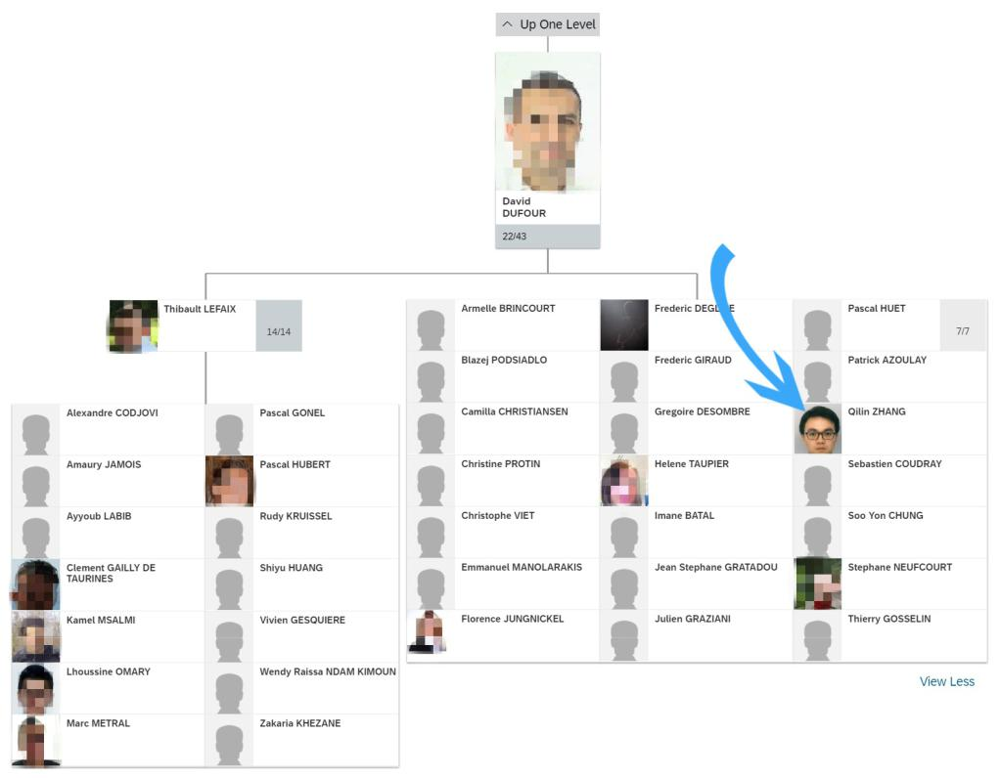 Up One Level
David
DUFOUR
22/43
Thibault LEFAIX
14/14
Alexandre CODJOVI
Pascal GONEL
Amaury JAMOIS
Pascal HUBERT
Ayyoub LABIB
Rudy KRUISSEL
Clement GAILLY DE
TAURINES
Shiyu HUANG
Kamel MSALMI
Vivien GESQUIERE
Lhoussine OMARY
Wendy Raissa NDAM KIMOUN
Marc METRAL
Zakaria KHEZANE
Armelle BRINCOURT
Frederic
Pascal HUET
7/7
Blazej PODSIADLO
Frederic GIRAUD
Patrick AZOULAY
Camilla CHRISTIANSEN
Gregoire DESOMBRE
Qilin ZHANG
Christine PROTIN
Helene TAUPIER
Sebastien COUDRAY
Christophe VIET
Imane BATAL
Soo Yon CHUNG
Emmanuel MANOLARAKIS
Jean Stephane GRATADOU
Stephane NEUFCOURT
Florence JUNGNICKEL
Julien GRAZIANI
Thierry GOSSELIN
View Less